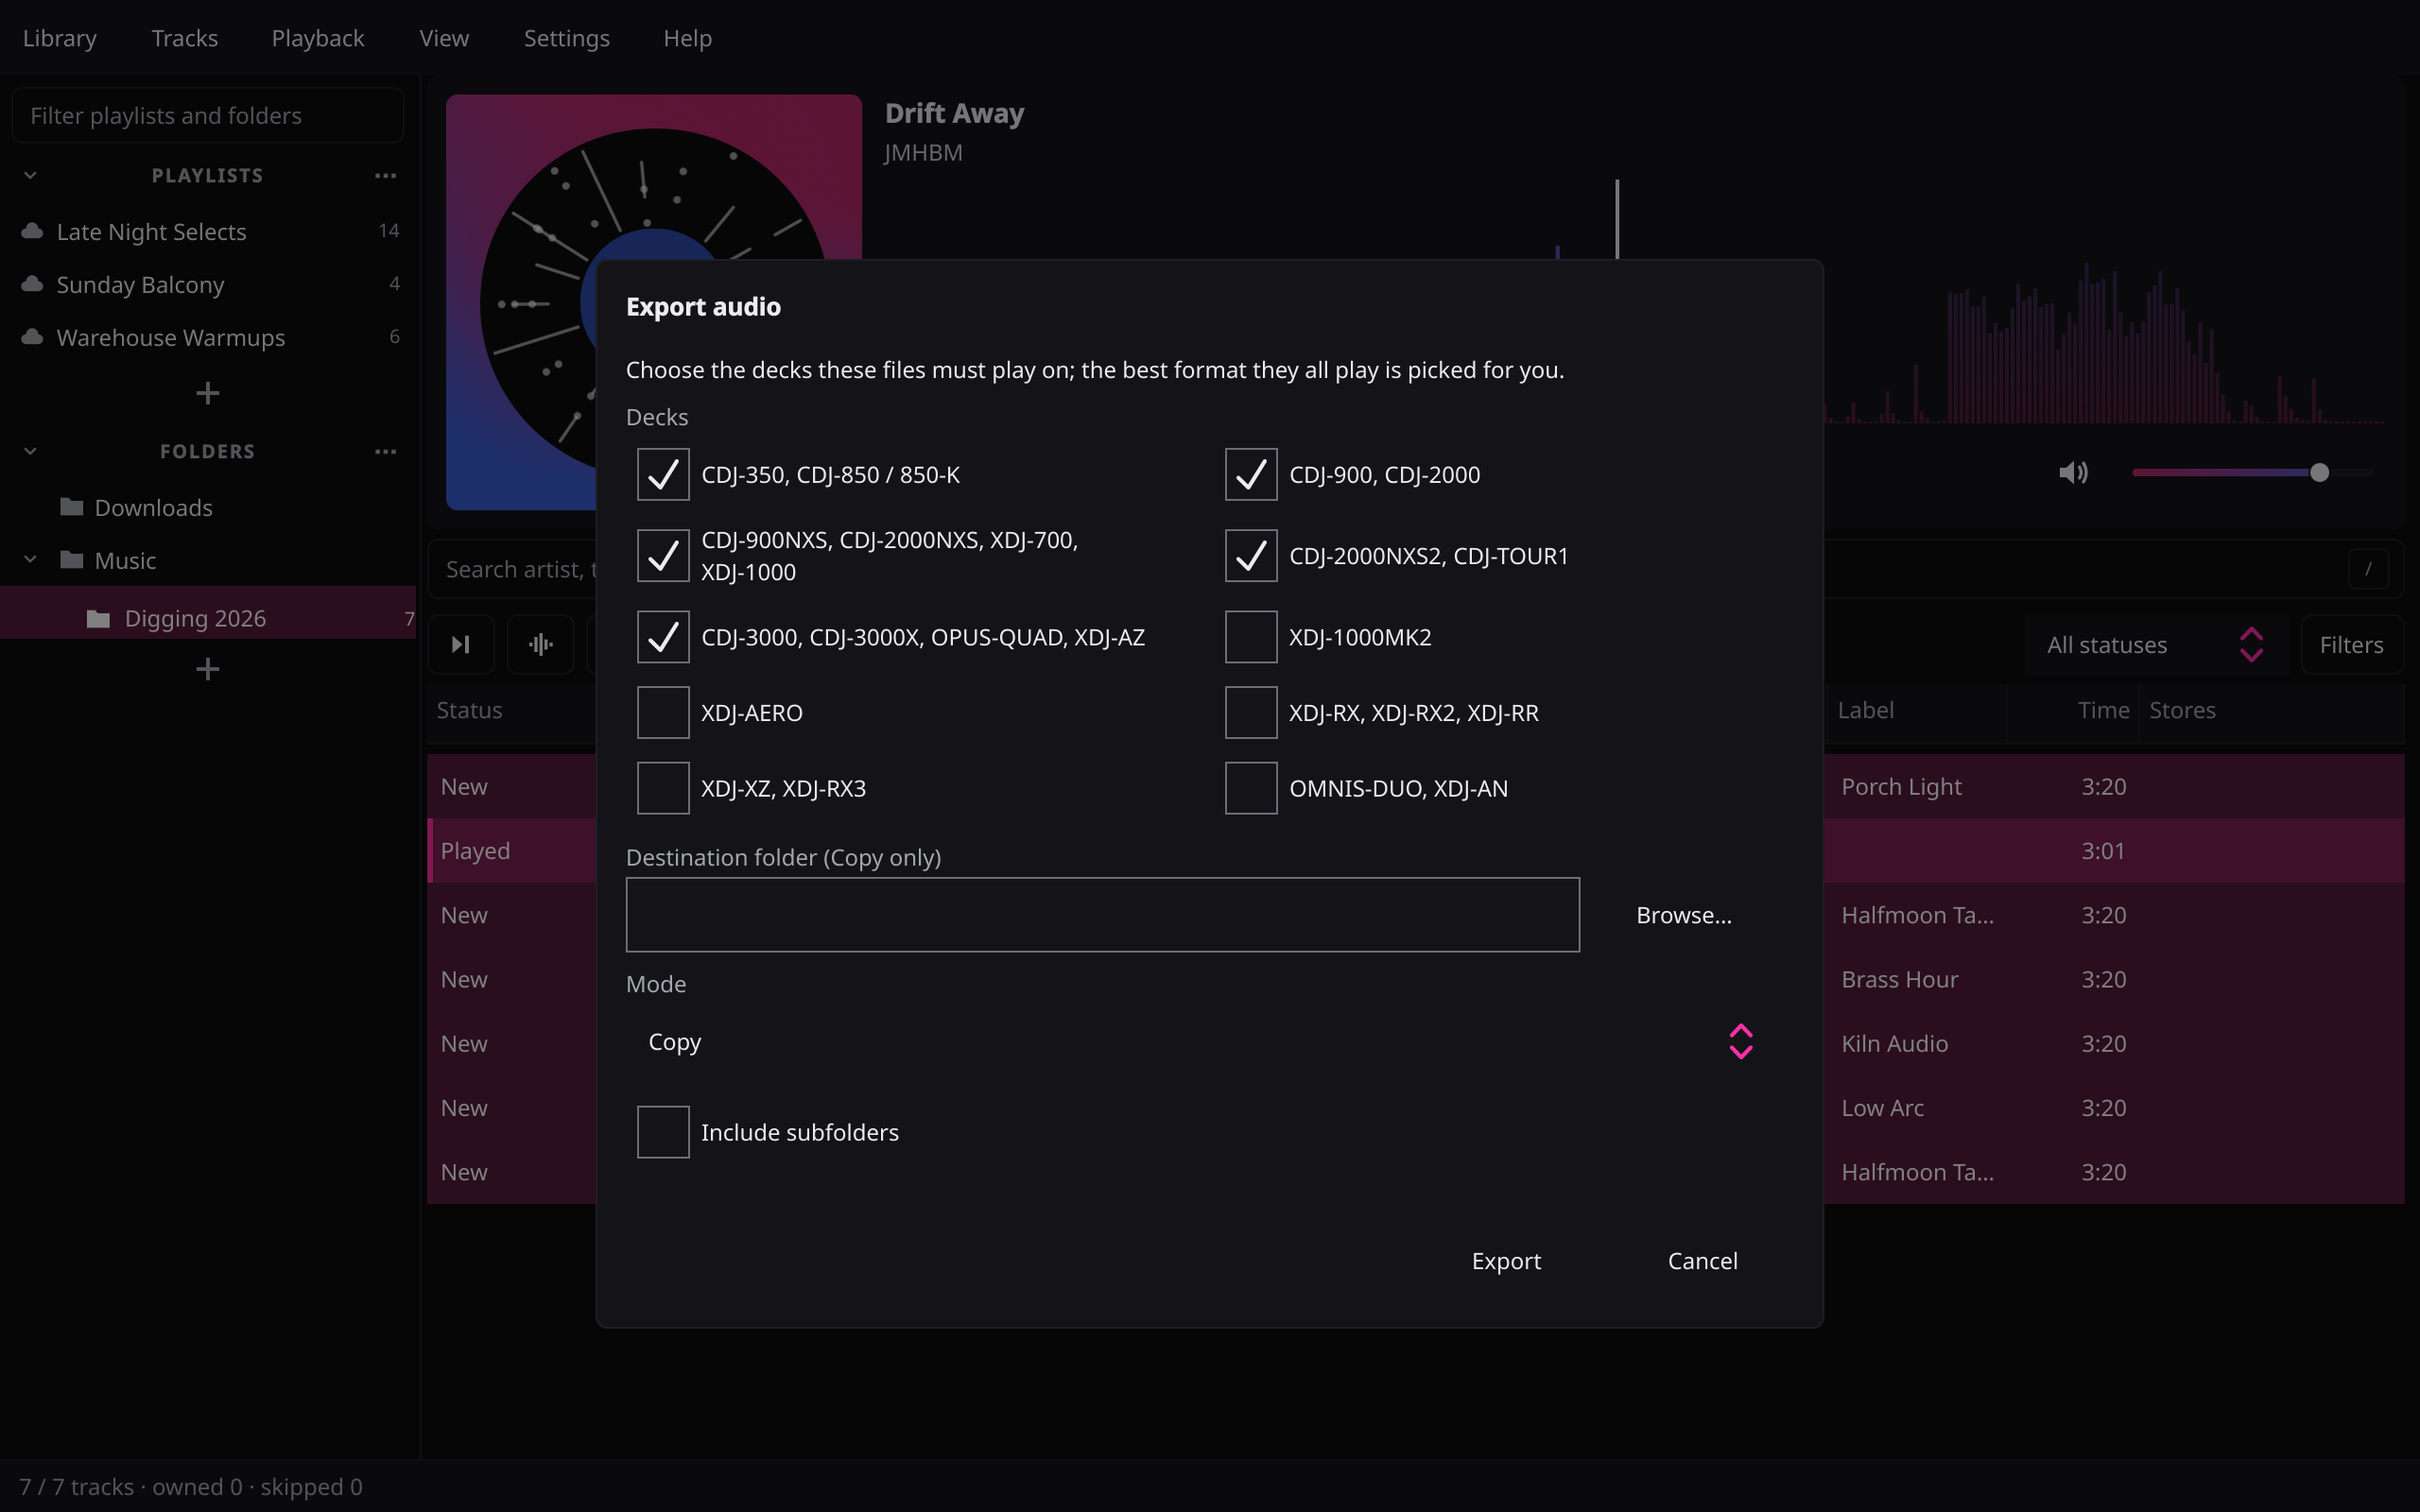 Library Tracks Playback View Settings Help
Filter playlists and folders
PLAYLISTS ...
Late Night Selects 14
Sunday Balcony 4
Warehouse Warmups 6
+
FOLDERS ...
Downloads
Music
Digging 2026 7
+
Drift Away
JMHBM
Search artist, t
/
All statuses
Filters
Status Label Time Stores
New Porch Light 3:20
Played 3:01
New Halfmoon Ta... 3:20
New Brass Hour 3:20
New Kiln Audio 3:20
New Low Arc 3:20
New Halfmoon Ta... 3:20
Export audio
Choose the decks these files must play on; the best format they all play is picked for you.
Decks
CDJ-350, CDJ-850 / 850-K
CDJ-900, CDJ-2000
CDJ-900NXS, CDJ-2000NXS, XDJ-700,
XDJ-1000
CDJ-2000NXS2, CDJ-TOUR1
CDJ-3000, CDJ-3000X, OPUS-QUAD, XDJ-AZ
XDJ-1000MK2
XDJ-AERO
XDJ-RX, XDJ-RX2, XDJ-RR
XDJ-XZ, XDJ-RX3
OMNIS-DUO, XDJ-AN
Destination folder (Copy only)
Browse...
Mode
Copy
Include subfolders
Export Cancel
7 / 7 tracks · owned 0 · skipped 0